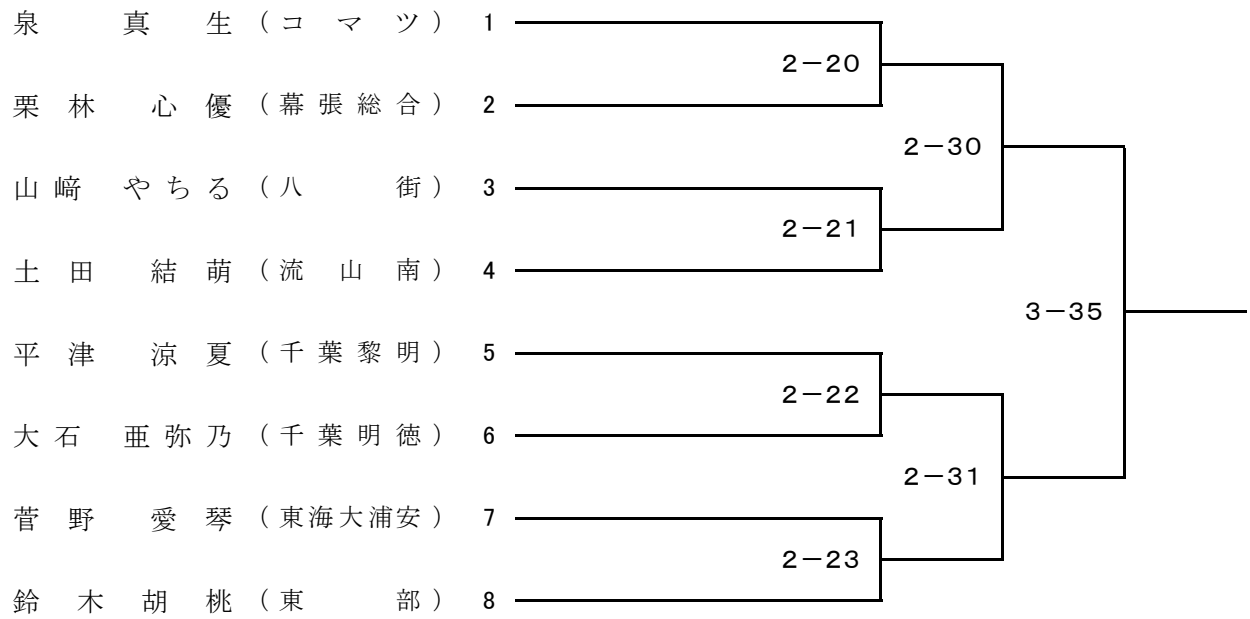 泉 真生 (コマツ) 1
2－20
栗林 心優 (幕張総合) 2
2－30
山﨑 やちる (八街) 3
2－21
土田 結萌 (流山南) 4
3－35
平津 涼夏 (千葉黎明) 5
2－22
大石 亜弥乃 (千葉明徳) 6
2－31
菅野 愛琴 (東海大浦安) 7
2－23
鈴木胡桃 (東部) 8